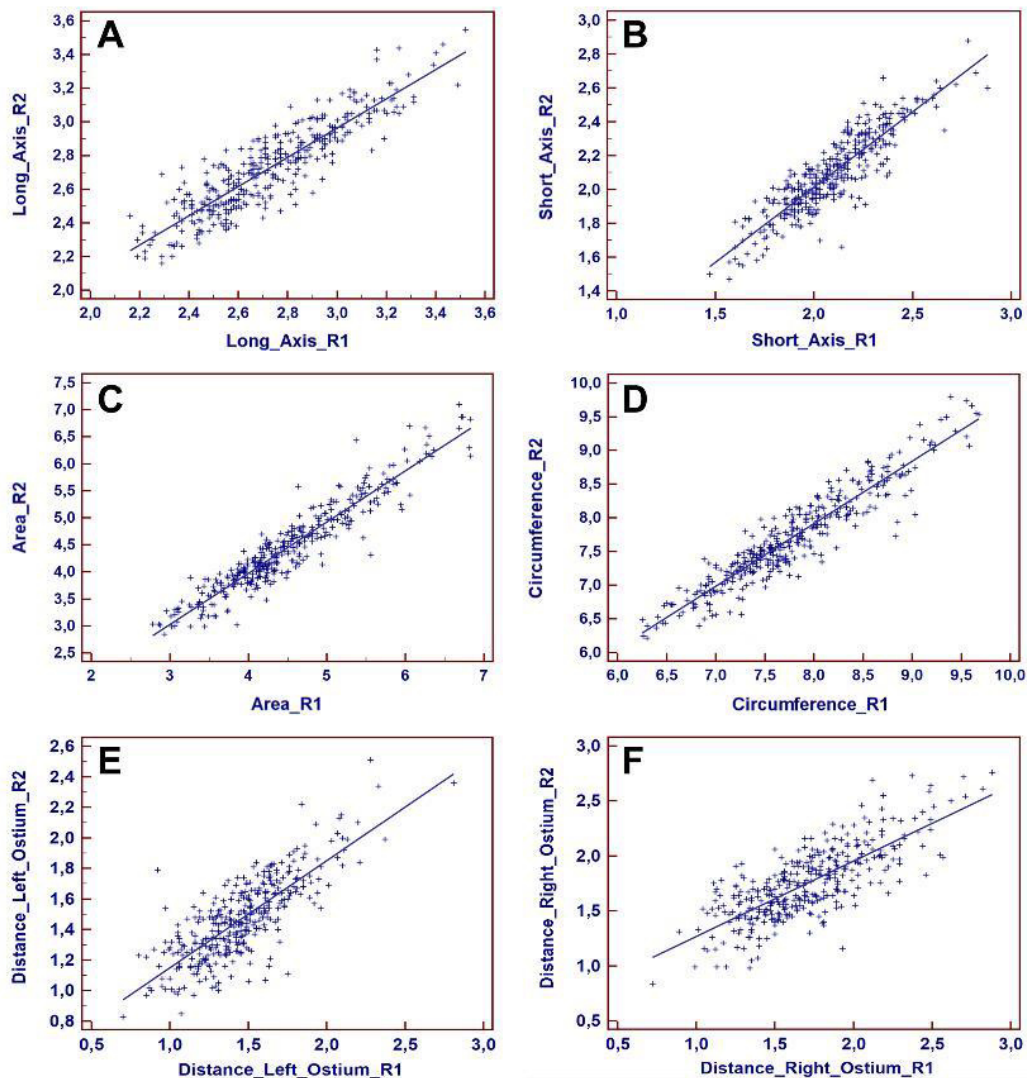 A
3,6
3,4
3,2
3,0
2,8
2,6
2,4
2,2
2,0
Long_Axis_R2
2,0 2,2 2,4 2,6 2,8 3,0 3,2 3,4 3,6
Long_Axis_R1
B
3,0
2,8
2,6
2,4
2,2
2,0
1,8
1,6
1,4
Short_Axis_R2
1,0 1,5 2,0 2,5 3,0
Short_Axis_R1
C
7,5
7,0
6,5
6,0
5,5
5,0
4,5
4,0
3,5
3,0
2,5
Area_R2
2 3 4 5 6 7
Area_R1
D
10,0
9,5
9,0
8,5
8,0
7,5
7,0
6,5
6,0
Circumference_R2
6,0 6,5 7,0 7,5 8,0 8,5 9,0 9,5 10,0
Circumference_R1
E
2,6
2,4
2,2
2,0
1,8
1,6
1,4
1,2
1,0
0,8
Distance_Left_Ostium_R2
0,5 1,0 1,5 2,0 2,5 3,0
Distance_Left_Ostium_R1
F
3,0
2,5
2,0
1,5
1,0
0,5
Distance_Right_Ostium_R2
0,5 1,0 1,5 2,0 2,5 3,0
Distance_Right_Ostium_R1